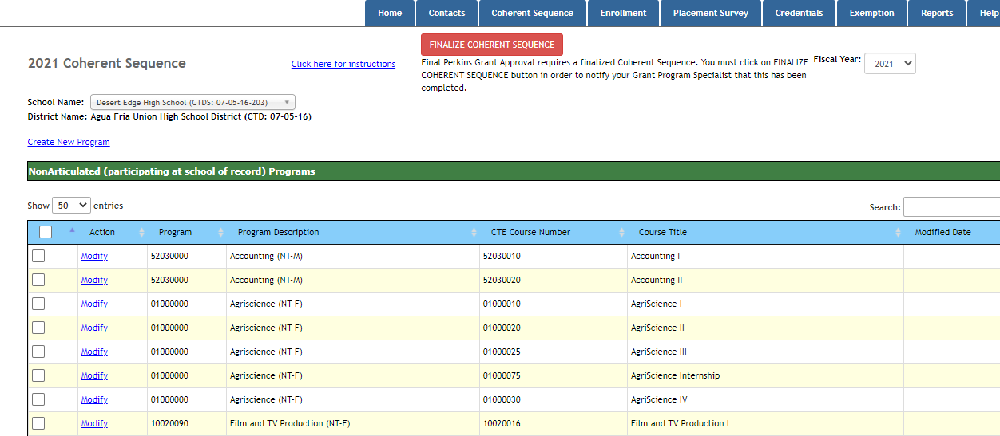 Home Contacts Coherent Sequence Enrollment Placement Survey Credentials Exemption Reports Help
FINALIZE COHERENT SEQUENCE
2021 Coherent Sequence
Click here for instructions
Final Perkins Grant Approval requires a finalized Coherent Sequence. You must click on FINALIZE
COHERENT SEQUENCE button in order to notify your Grant Program Specialist that this has been
completed.
Fiscal Year: 2021
School Name: Desert Edge High School (CTDS: 07-05-16-203)
District Name: Agua Fria Union High School District (CTD: 07-05-16)
Create New Program
NonArticulated (participating at school of record) Programs
Show 50 entries Search:
Action Program Program Description CTE Course Number Course Title Modified Date
Modify 52030000 Accounting (NT-M) 52030010 Accounting I
Modify 52030000 Accounting (NT-M) 52030020 Accounting II
Modify 01000000 Agriscience (NT-F) 01000010 AgriScience I
Modify 01000000 Agriscience (NT-F) 01000020 AgriScience II
Modify 01000000 Agriscience (NT-F) 01000025 AgriScience III
Modify 01000000 Agriscience (NT-F) 01000075 AgriScience Internship
Modify 01000000 Agriscience (NT-F) 01000030 AgriScience IV
Modify 10020090 Film and TV Production (NT-F) 10020016 Film and TV Production I